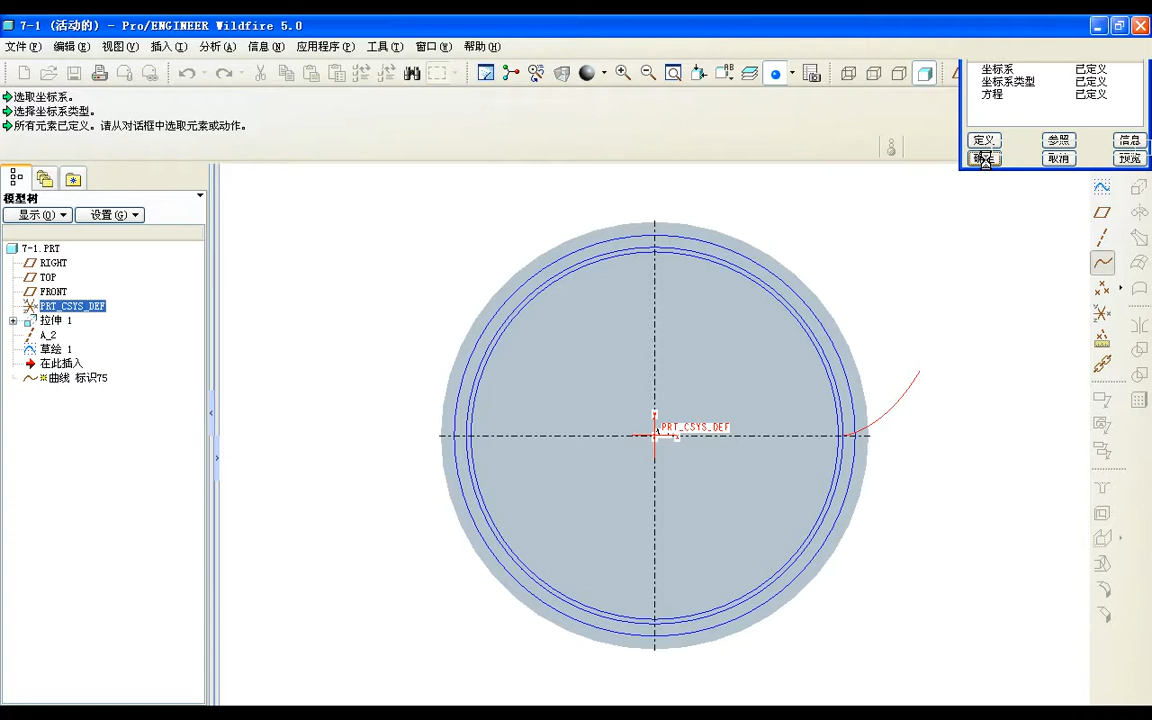 7-1 (活动的) - Pro/ENGINEER Wildfire 5.0
文件(F) 编辑(E) 视图(V) 插入(I) 分析(A) 信息(N) 应用程序(P) 工具(T) 窗口(W) 帮助(H)
选取坐标系。
选择坐标系类型。
所有元素已定义。请从对话框中选取元素或动作。
坐标系 已定义
坐标系类型 已定义
方程 已定义
定义 参照 信息
取消 预览
模型树
显示(O) 设置(G)
7-1.PRT
RIGHT
TOP
FRONT
PRT_CSYS_DEF
拉伸 1
A_2
草绘 1
在此插入
曲线 标识75
PRT_CSYS_DEF